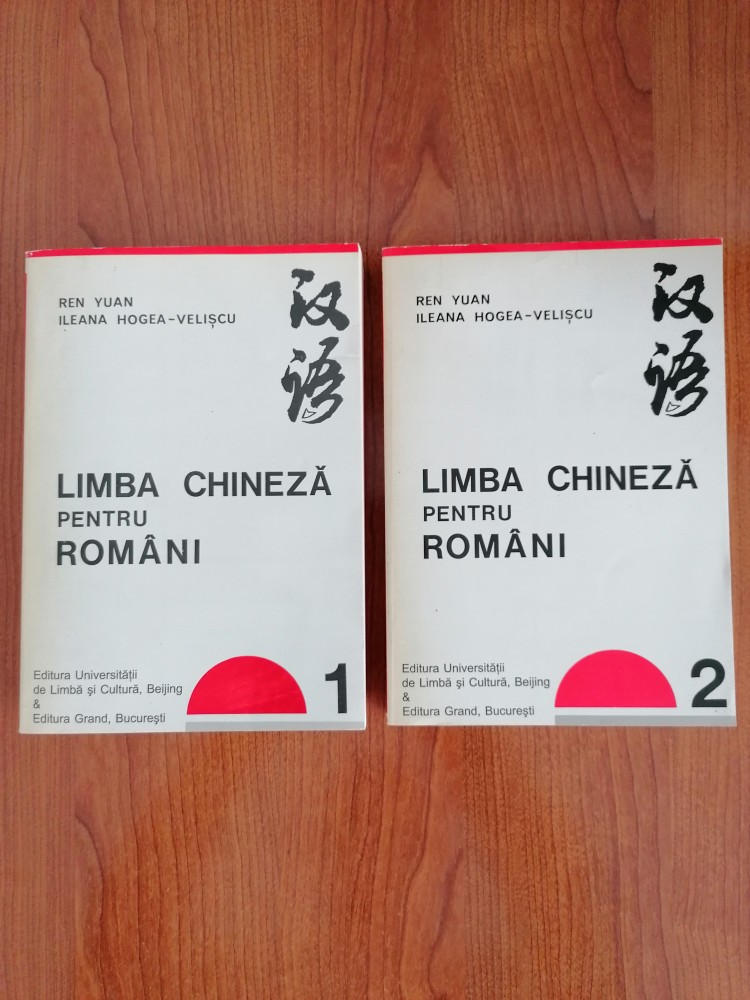 REN YUAN
ILEANA HOGEA-VELIȘCU
汉语
LIMBA CHINEZĂ
PENTRU
ROMÂNI
Editura Universității
de Limbă și Cultură, Beijing
&
Editura Grand, București
1
REN YUAN
ILEANA HOGEA-VELIȘCU
汉语
LIMBA CHINEZĂ
PENTRU
ROMÂNI
Editura Universității
de Limbă și Cultură, Beijing
&
Editura Grand, București
2